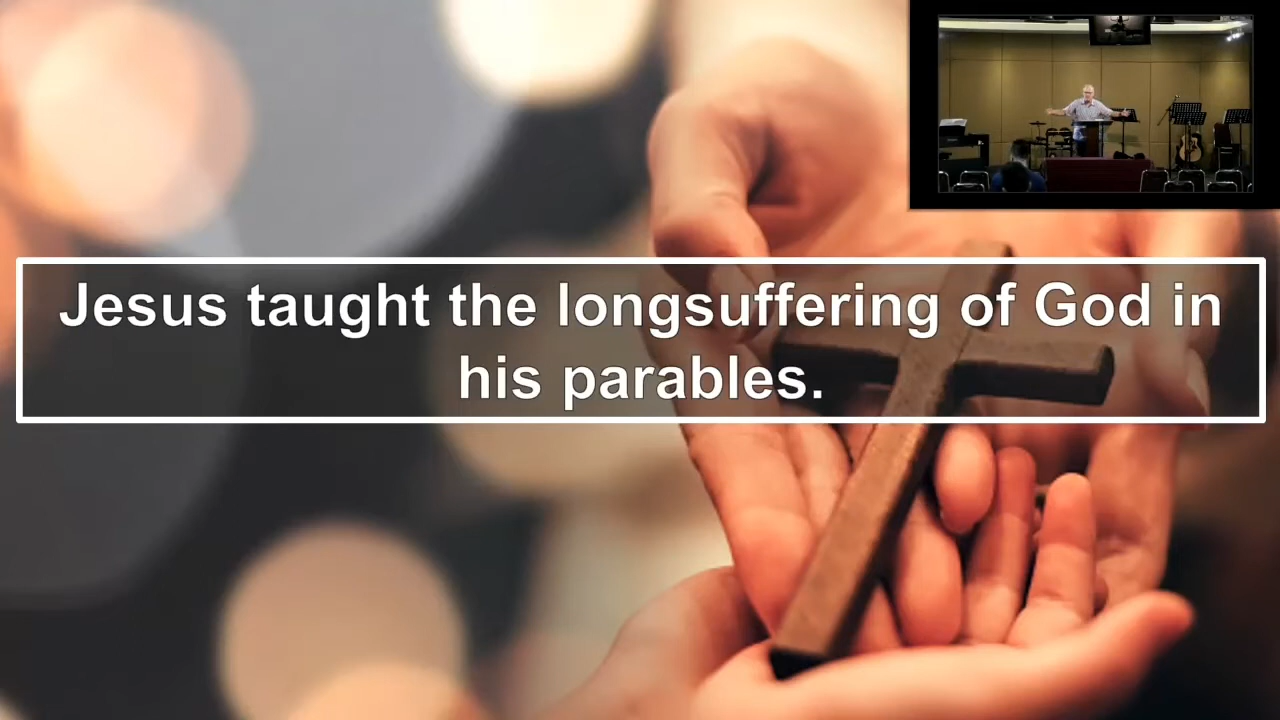 Jesus taught the longsuffering of God in
his parables.